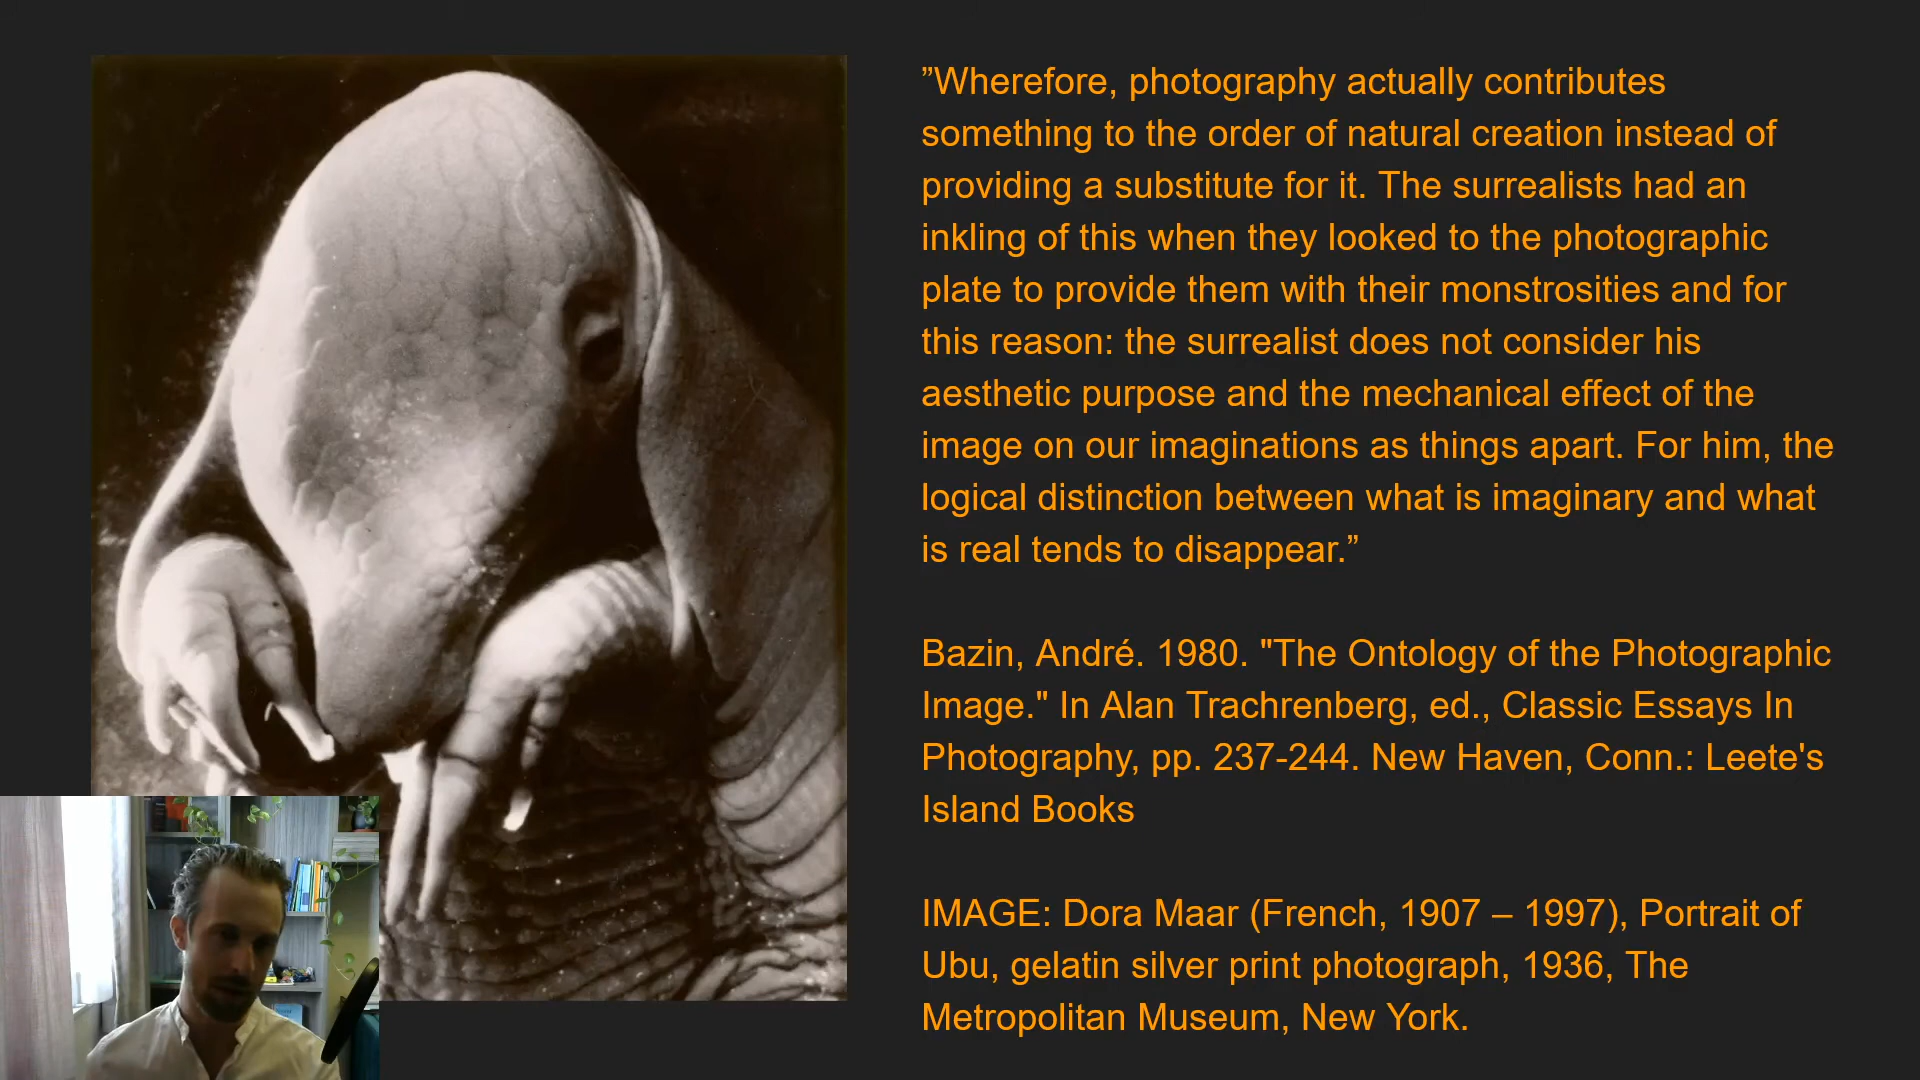 ”Wherefore, photography actually contributes
something to the order of natural creation instead of
providing a substitute for it. The surrealists had an
inkling of this when they looked to the photographic
plate to provide them with their monstrosities and for
this reason: the surrealist does not consider his
aesthetic purpose and the mechanical effect of the
image on our imaginations as things apart. For him, the
logical distinction between what is imaginary and what
is real tends to disappear.”
Bazin, André. 1980. "The Ontology of the Photographic
Image." In Alan Trachrenberg, ed., Classic Essays In
Photography, pp. 237-244. New Haven, Conn.: Leete's
Island Books
IMAGE: Dora Maar (French, 1907 – 1997), Portrait of
Ubu, gelatin silver print photograph, 1936, The
Metropolitan Museum, New York.